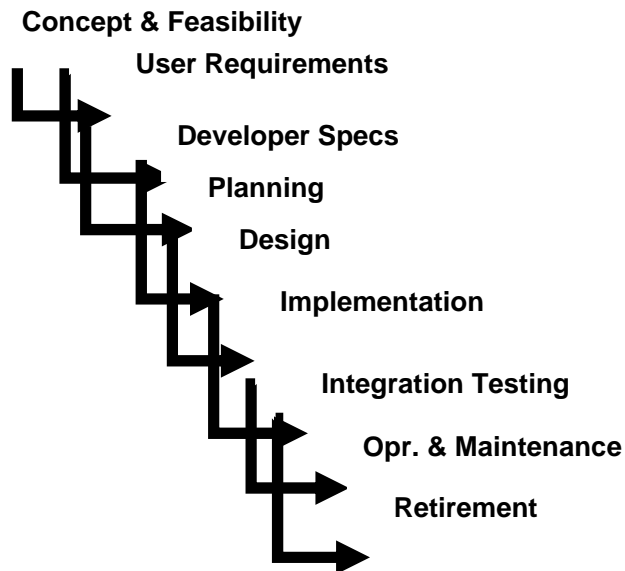 Concept & Feasibility
User Requirements
Developer Specs
Planning
Design
Implementation
Integration Testing
Opr. & Maintenance
Retirement